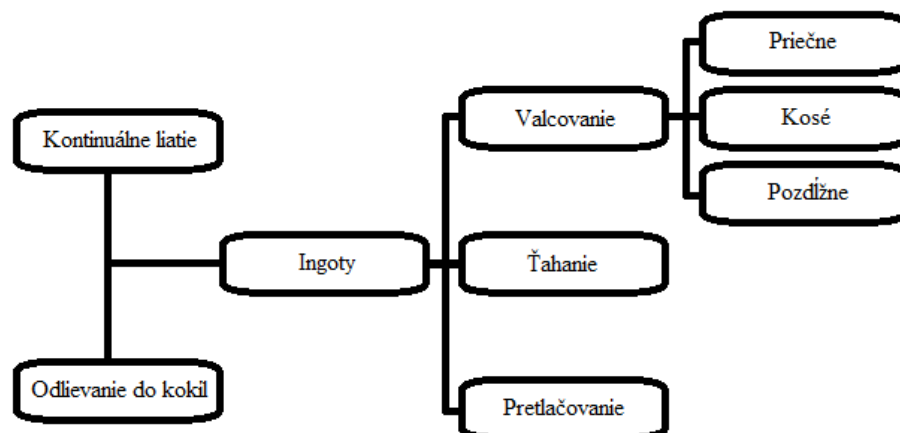 Priečne
Valcovanie
Kosé
Kontinuálne liatie
Pozdĺžne
Ingoty
Ťahanie
Odlievanie do kokil
Pretlačovanie